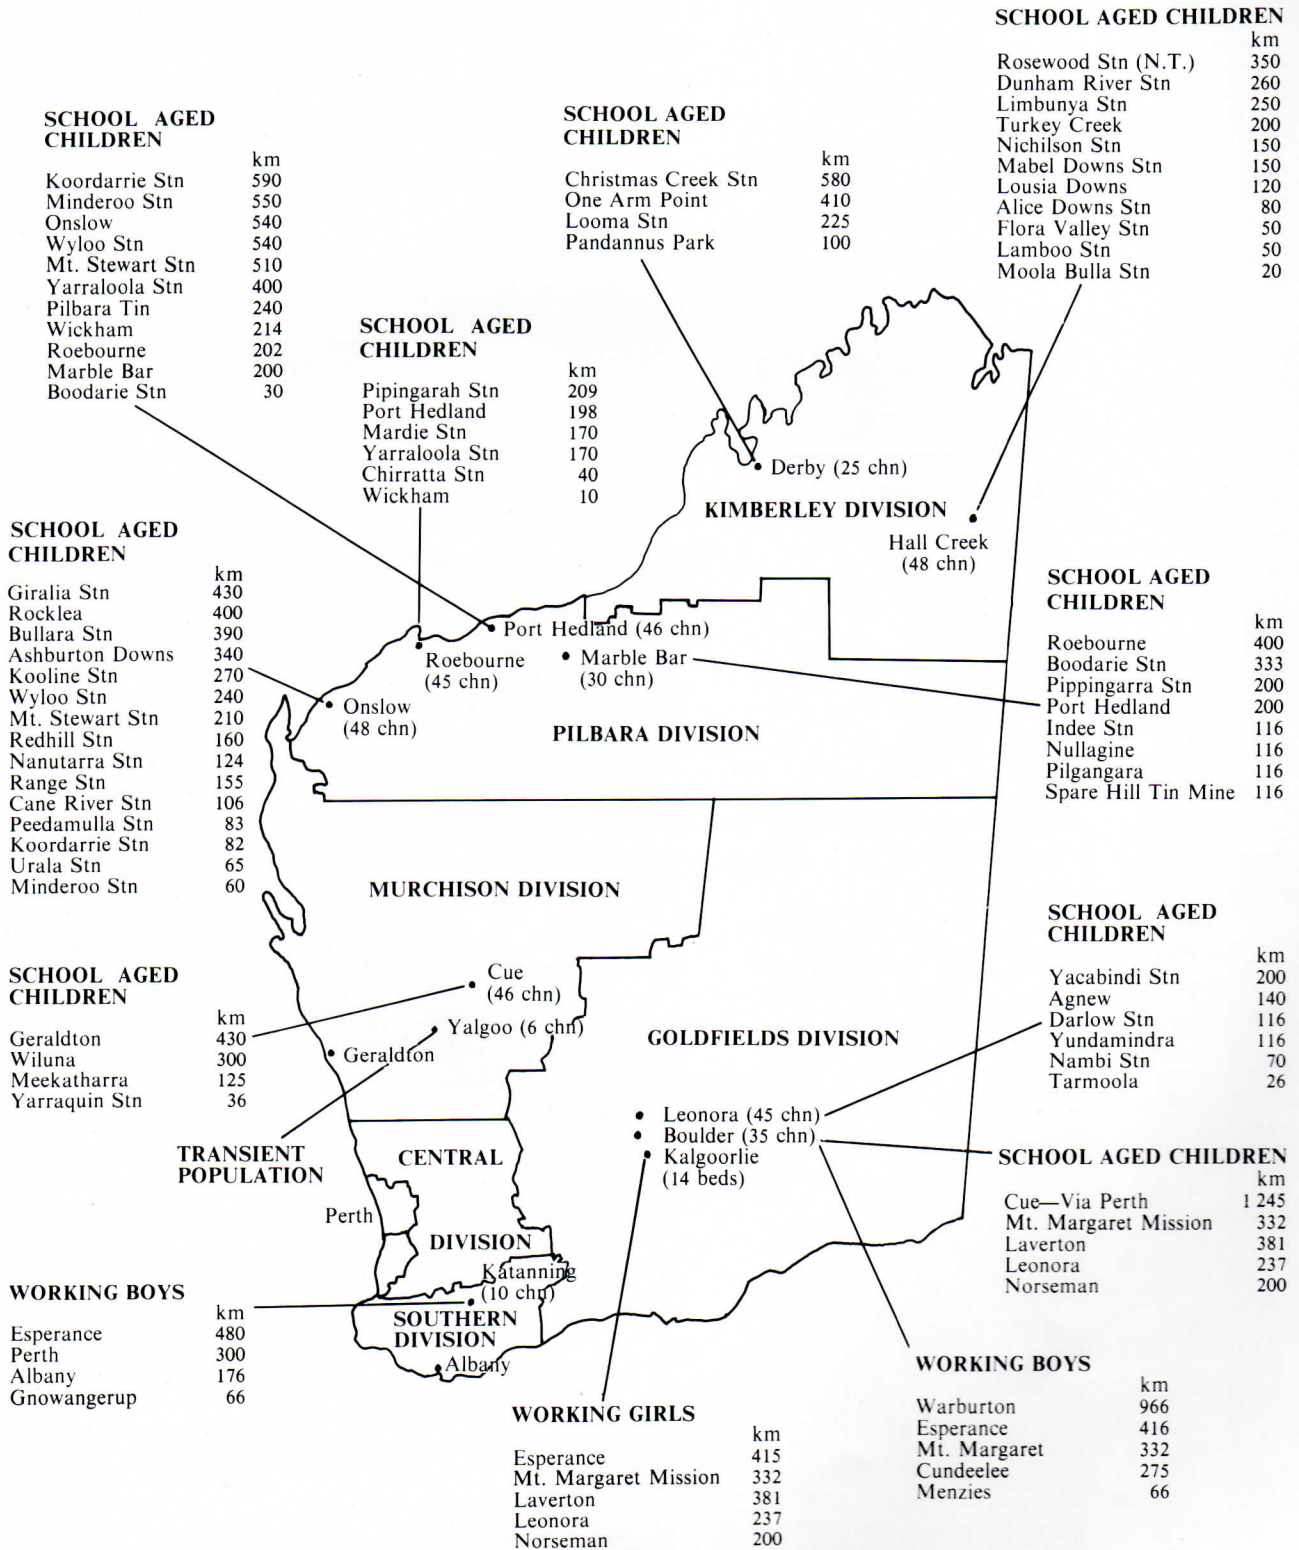 SCHOOL AGED CHILDREN
km
Rosewood Stn (N.T.) 350
Dunham River Stn 260
Limbunya Stn 250
Turkey Creek 200
Nichilson Stn 150
Mabel Downs Stn 150
Lousia Downs 120
Alice Downs Stn 80
Flora Valley Stn 50
Lamboo Stn 50
Moola Bulla Stn 20
SCHOOL AGED
CHILDREN
km
Koordarrie Stn 590
Minderoo Stn 550
Onslow 540
Wyloo Stn 540
Mt. Stewart Stn 510
Yarraloola Stn 400
Pilbara Tin 240
Wickham 214
Roebourne 202
Marble Bar 200
Boodarie Stn 30
SCHOOL AGED
CHILDREN
km
Christmas Creek Stn 580
One Arm Point 410
Looma Stn 225
Pandannus Park 100
SCHOOL AGED
CHILDREN
km
Pipingarah Stn 209
Port Hedland 198
Mardie Stn 170
Yarraloola Stn 170
Chirratta Stn 40
Wickham 10
Derby (25 chn)
KIMBERLEY DIVISION
Hall Creek
(48 chn)
SCHOOL AGED
CHILDREN
km
Giralia Stn 430
Rocklea 400
Bullara Stn 390
Ashburton Downs 340
Kooline Stn 270
Wyloo Stn 240
Mt. Stewart Stn 210
Redhill Stn 160
Nanutarra Stn 124
Range Stn 155
Cane River Stn 106
Peedamulla Stn 83
Koordarrie Stn 82
Urala Stn 65
Minderoo Stn 60
Port Hedland (46 chn)
Roebourne
(45 chn)
Marble Bar
(30 chn)
Onslow
(48 chn)
PILBARA DIVISION
SCHOOL AGED
CHILDREN
km
Roebourne 400
Boodarie Stn 333
Pippingarra Stn 200
Port Hedland 200
Indee Stn 116
Nullagine 116
Pilgangara 116
Spare Hill Tin Mine 116
MURCHISON DIVISION
SCHOOL AGED
CHILDREN
km
Geraldton 430
Wiluna 300
Meekatharra 125
Yarraquin Stn 36
Cue
(46 chn)
Yalgoo (6 chn)
Geraldton
GOLDFIELDS DIVISION
SCHOOL AGED
CHILDREN
km
Yacabindi Stn 200
Agnew 140
Darlow Stn 116
Yundamindra 116
Nambi Stn 70
Tarmoola 26
Leonora (45 chn)
Boulder (35 chn)
Kalgoorlie
(14 beds)
TRANSIENT
POPULATION
CENTRAL
DIVISION
Perth
SCHOOL AGED CHILDREN
km
Cue—Via Perth 1 245
Mt. Margaret Mission 332
Laverton 381
Leonora 237
Norseman 200
Katanning
(10 chn)
WORKING BOYS
km
Esperance 480
Perth 300
Albany 176
Gnowangerup 66
SOUTHERN
DIVISION
Albany
WORKING GIRLS
km
Esperance 415
Mt. Margaret Mission 332
Laverton 381
Leonora 237
Norseman 200
WORKING BOYS
km
Warburton 966
Esperance 416
Mt. Margaret 332
Cundeelee 275
Menzies 66